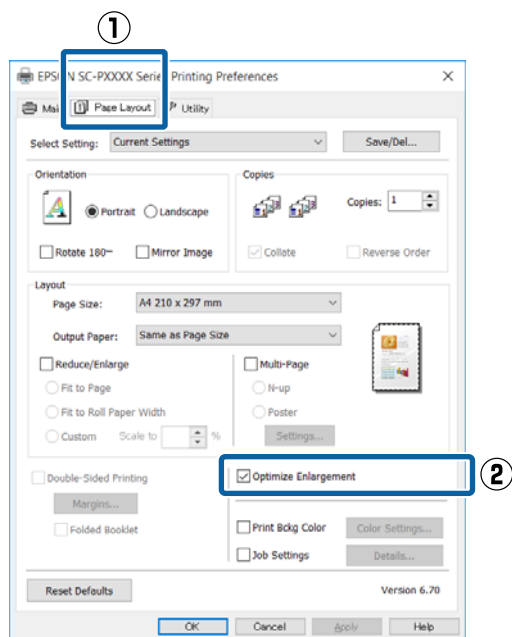 ①
EPSON SC-PXXXX Series Printing Preferences
Main Page Layout Utility
Select Setting: Current Settings Save/Del...
Orientation
Portrait Landscape
Rotate 180° Mirror Image
Copies
Copies: 1
Collate Reverse Order
Layout
Page Size: A4 210 x 297 mm
Output Paper: Same as Page Size
Reduce/Enlarge
Fit to Page
Fit to Roll Paper Width
Custom Scale to %
Multi-Page
N-up
Poster
Settings...
Double-Sided Printing
Margins...
Folded Booklet
Optimize Enlargement
②
Print Bckg Color Color Settings...
Job Settings Details...
Reset Defaults Version 6.70
OK Cancel Apply Help